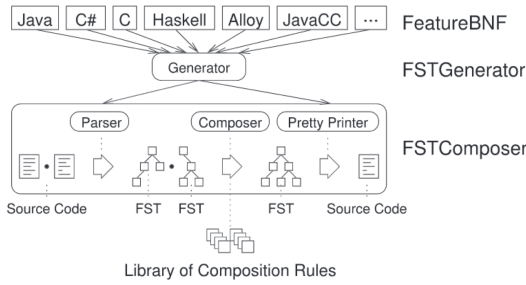 Java C# C Haskell Alloy JavaCC ...
FeatureBNF
Generator
FSTGenerator
Parser Composer Pretty Printer
FSTComposer
Source Code FST FST FST Source Code
Library of Composition Rules